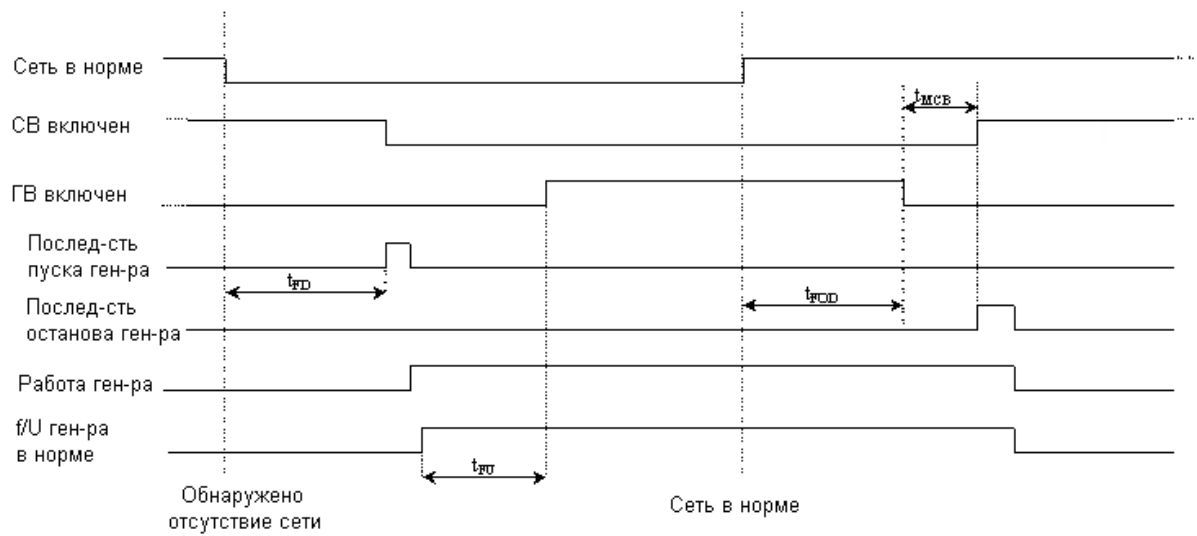 Сеть в норме
t_MCB
СВ включен
ГВ включен
Послед-сть
пуска ген-ра
t_FD
t_FOD
Послед-сть
останова ген-ра
Работа ген-ра
f/U ген-ра
в норме
t_FU
Обнаружено
отсутствие сети
Сеть в норме